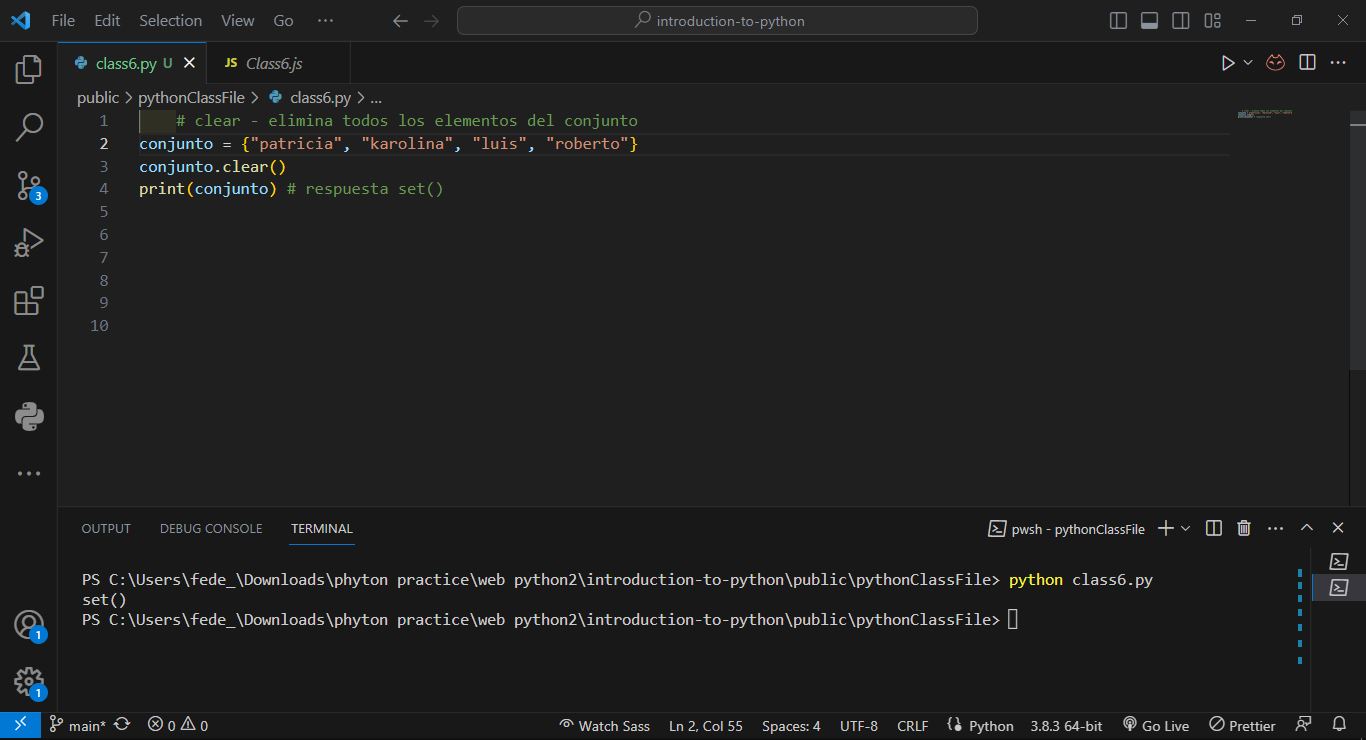 File Edit Selection View Go ··· introduction-to-python
class6.py U JS Class6.js
public > pythonClassFile > class6.py > ...
1 # clear - elimina todos los elementos del conjunto
2 conjunto = {"patricia", "karolina", "luis", "roberto"}
3 conjunto.clear()
4 print(conjunto) # respuesta set()
5
6
7
8
9
10
3
OUTPUT DEBUG CONSOLE TERMINAL pwsh - pythonClassFile
PS C:\Users\fede_\Downloads\phyton practice\web python2\introduction-to-python\public\pythonClassFile> python class6.py
set()
PS C:\Users\fede_\Downloads\phyton practice\web python2\introduction-to-python\public\pythonClassFile>
1
1
main* 0 0 Watch Sass Ln 2, Col 55 Spaces: 4 UTF-8 CRLF Python 3.8.3 64-bit Go Live Prettier